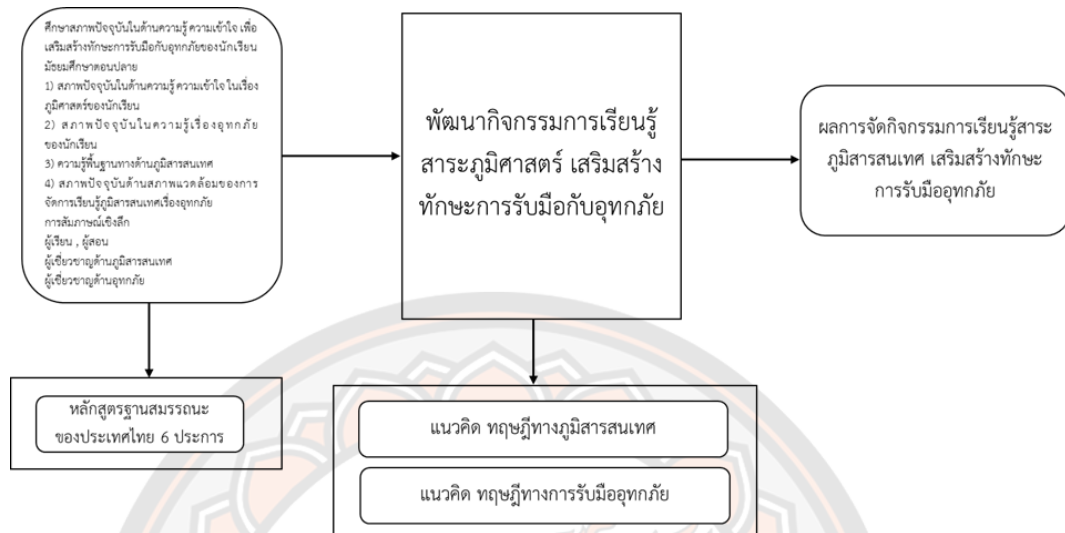 ศึกษาสภาพปัจจุบันในด้านความรู้ ความเข้าใจ เพื่อ
เสริมสร้างทักษะการรับมือกับอุทกภัยของนักเรียน
มัธยมศึกษาตอนปลาย
1) สภาพปัจจุบันในด้านความรู้ ความเข้าใจ ในเรื่อง
ภูมิศาสตร์ของนักเรียน
2) สภาพปัจจุบันในความรู้เรื่องอุทกภัย
ของนักเรียน
3) ความรู้พื้นฐานทางด้านภูมิสารสนเทศ
4) สภาพปัจจุบันด้านสภาพแวดล้อมของการ
จัดการเรียนรู้ภูมิสารสนเทศเรื่องอุทกภัย
การสัมภาษณ์เชิงลึก
ผู้เรียน , ผู้สอน
ผู้เชี่ยวชาญด้านภูมิสารสนเทศ
ผู้เชี่ยวชาญด้านอุทกภัย
พัฒนากิจกรรมการเรียนรู้
สาระภูมิศาสตร์ เสริมสร้าง
ทักษะการรับมือกับอุทกภัย
ผลการจัดกิจกรรมการเรียนรู้สาระ
ภูมิสารสนเทศ เสริมสร้างทักษะ
การรับมืออุทกภัย
หลักสูตรฐานสมรรถนะ
ของประเทศไทย 6 ประการ
แนวคิด ทฤษฎีทางภูมิสารสนเทศ
แนวคิด ทฤษฎีทางการรับมืออุทกภัย